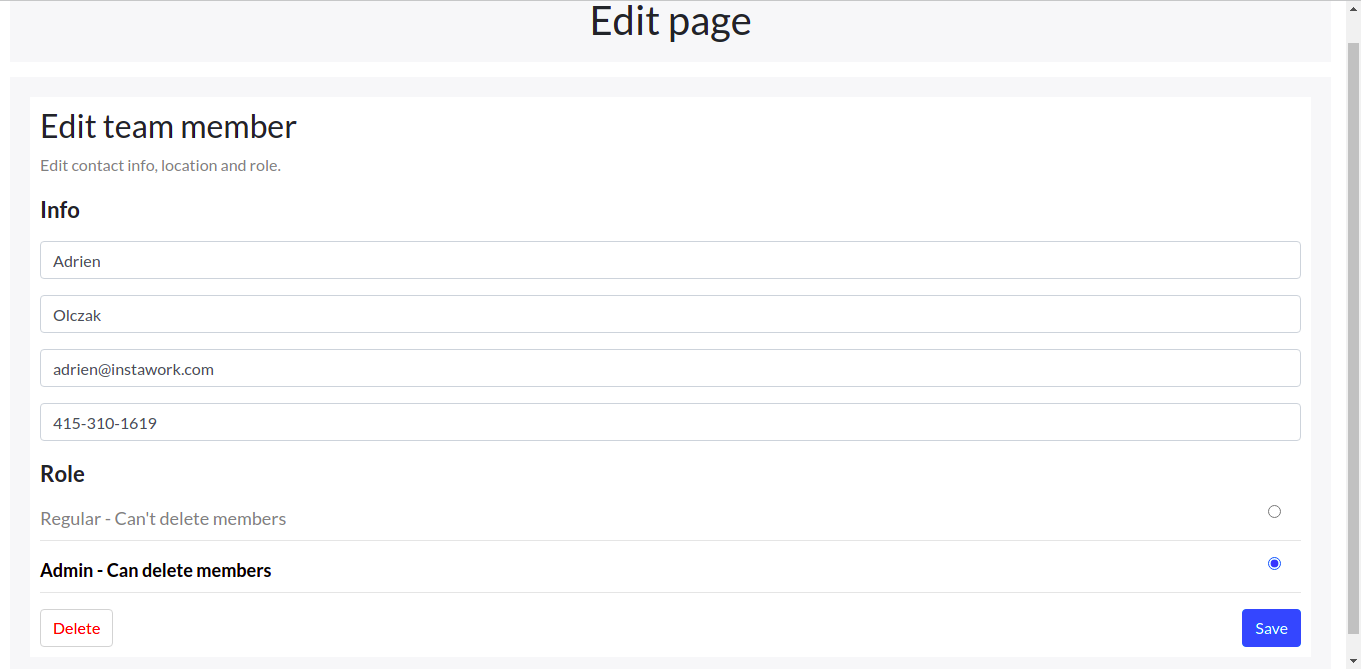 Edit page
Edit team member
Edit contact info, location and role.
Info
Adrien
Olczak
adrien@instawork.com
415-310-1619
Role
Regular - Can't delete members
Admin - Can delete members
Delete
Save